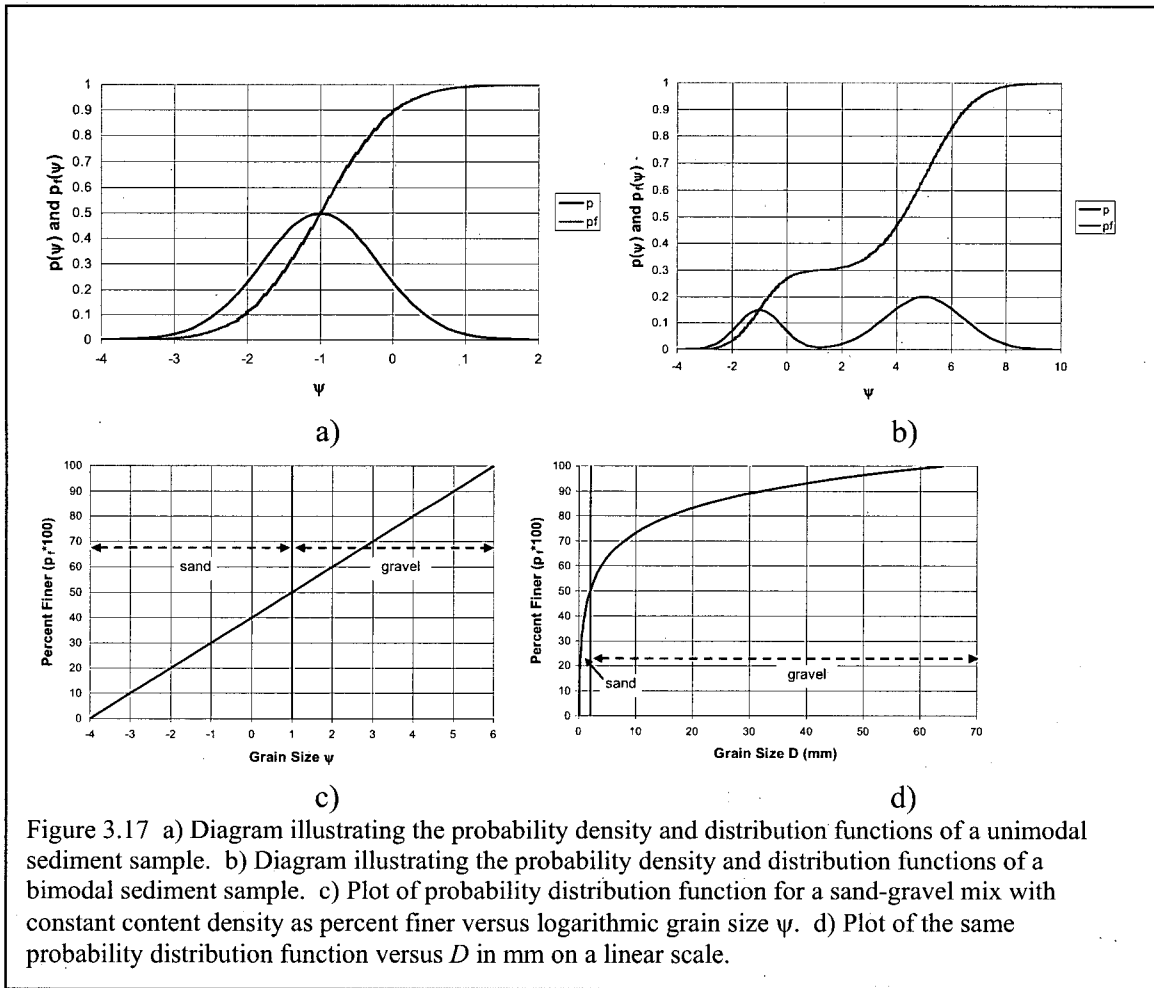 1
0.9
0.8
0.7
0.6
0.5
0.4
0.3
0.2
0.1
0
p(ψ) and pf(ψ)
-4 -3 -2 -1 0 1 2
ψ
p
pf
a)
1
0.9
0.8
0.7
0.6
0.5
0.4
0.3
0.2
0.1
0
p(ψ) and pf(ψ)
-4 -2 0 2 4 6 8 10
ψ
p
pf
b)
100
90
80
70
60
50
40
30
20
10
0
Percent Finer (pf*100)
sand gravel
-4 -3 -2 -1 0 1 2 3 4 5 6
Grain Size ψ
c)
100
90
80
70
60
50
40
30
20
10
0
Percent Finer (pf*100)
sand gravel
0 10 20 30 40 50 60 70
Grain Size D (mm)
d)
Figure 3.17 a) Diagram illustrating the probability density and distribution functions of a unimodal
sediment sample. b) Diagram illustrating the probability density and distribution functions of a
bimodal sediment sample. c) Plot of probability distribution function for a sand-gravel mix with
constant content density as percent finer versus logarithmic grain size ψ. d) Plot of the same
probability distribution function versus D in mm on a linear scale.